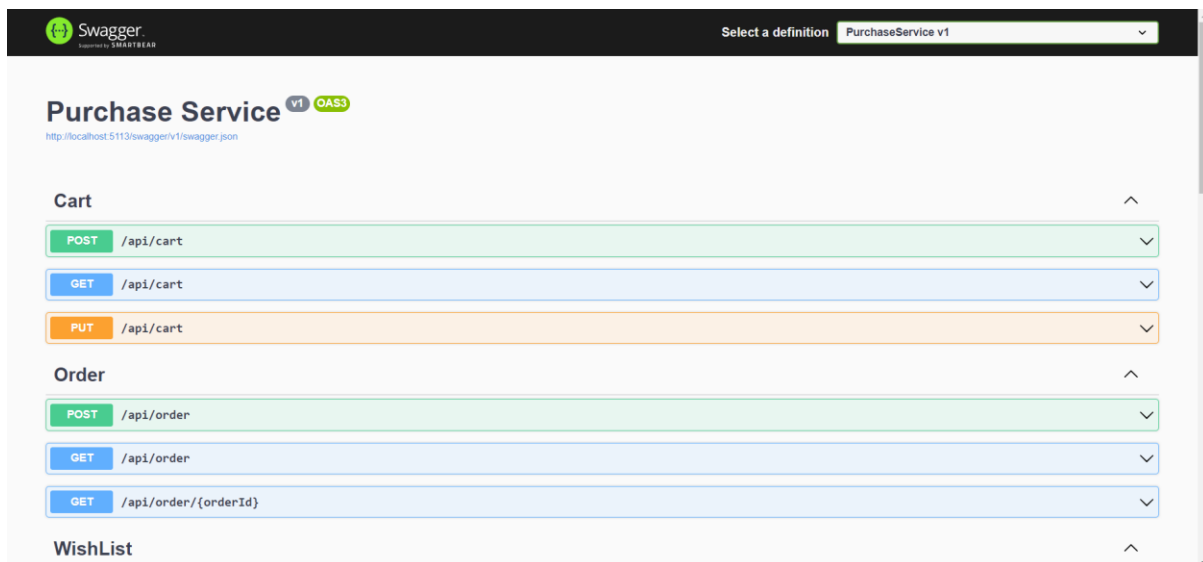 Swagger.
Supported by SMARTBEAR
Select a definition PurchaseService v1
Purchase Service v1 OAS3
http://localhost:5113/swagger/v1/swagger.json
Cart
POST /api/cart
GET /api/cart
PUT /api/cart
Order
POST /api/order
GET /api/order
GET /api/order/{orderId}
WishList